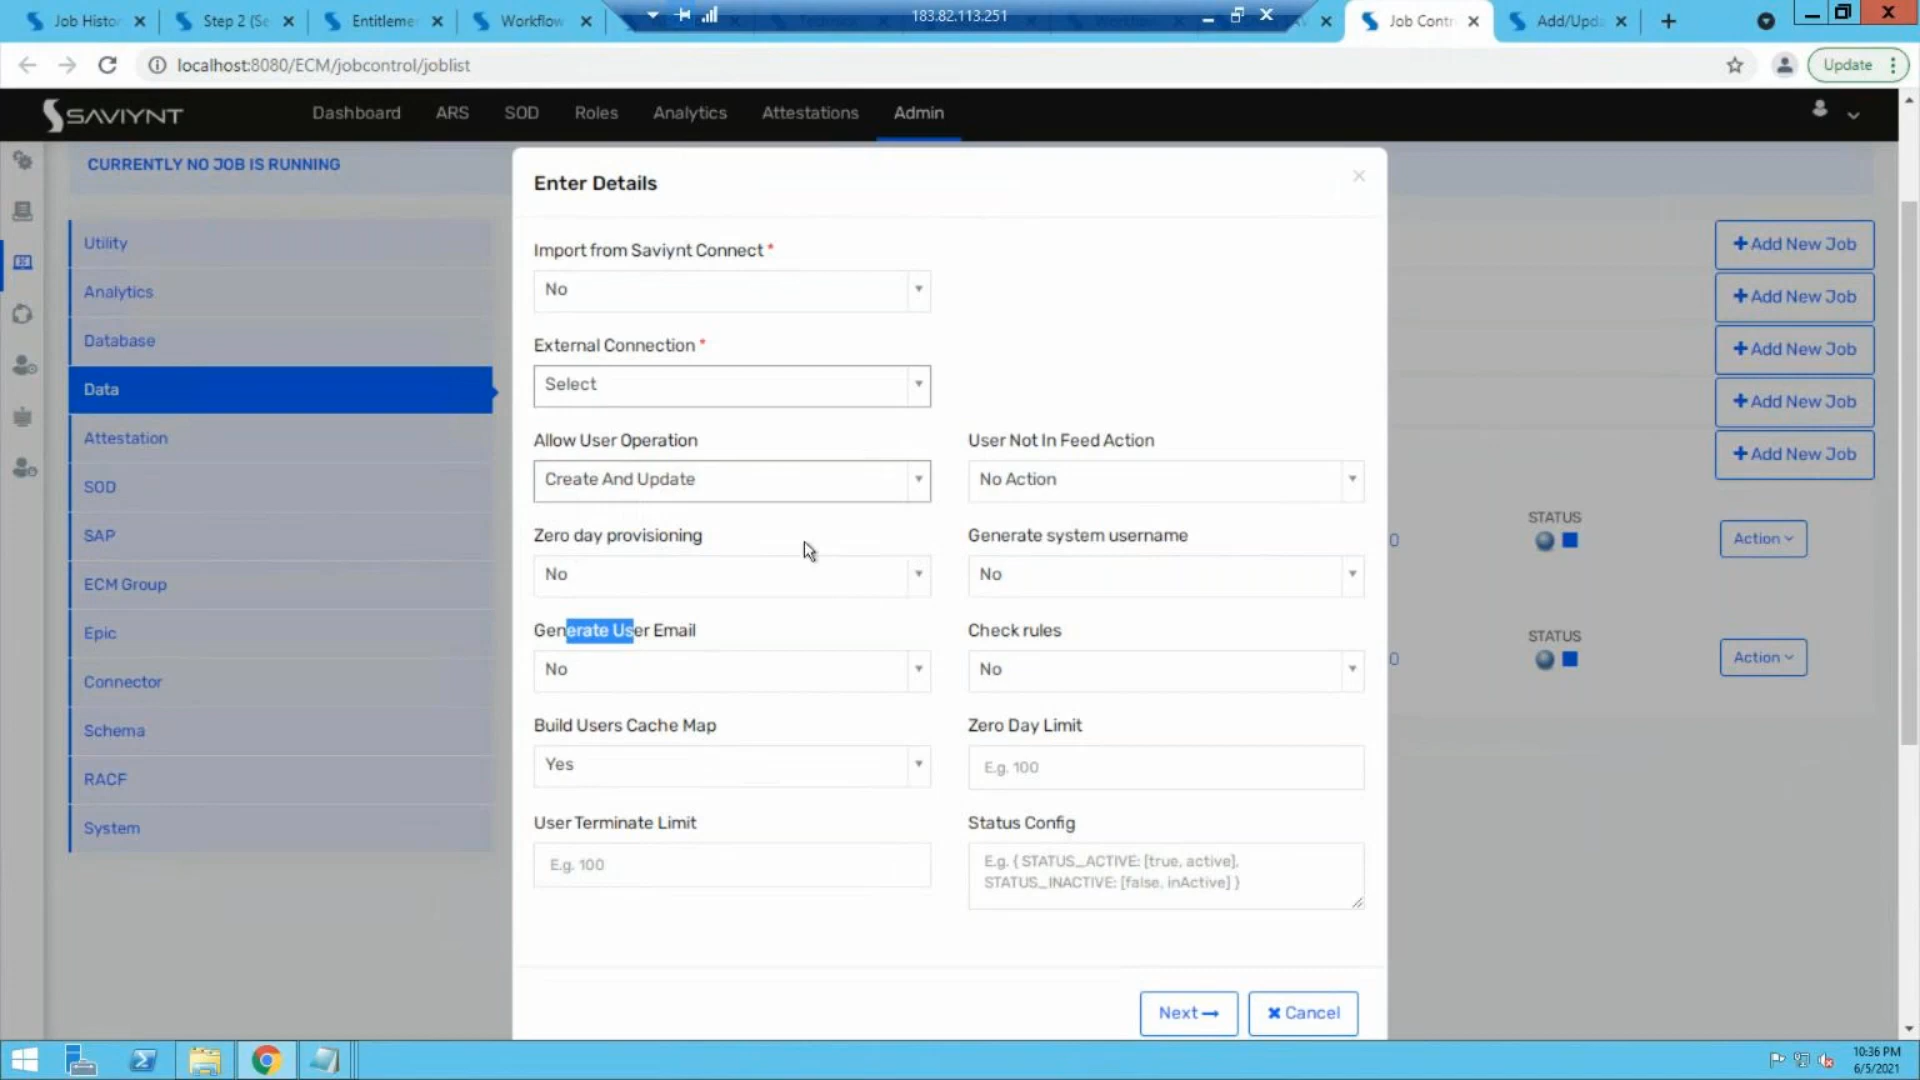 Job Histor
Step 2 (Se
Entitleme
Workflow
183.82.113.251
Job Contr
Add/Upda
localhost:8080/ECM/jobcontrol/joblist
Update
SAVIYNT
Dashboard
ARS
SOD
Roles
Analytics
Attestations
Admin
CURRENTLY NO JOB IS RUNNING
Utility
Analytics
Database
Data
Attestation
SOD
SAP
ECM Group
Epic
Connector
Schema
RACF
System
Enter Details
Import from Saviynt Connect *
No
External Connection *
Select
Allow User Operation
Create And Update
User Not In Feed Action
No Action
Zero day provisioning
No
Generate system username
No
Generate User Email
No
Check rules
No
Build Users Cache Map
Yes
Zero Day Limit
E.g. 100
User Terminate Limit
E.g. 100
Status Config
E.g. { STATUS_ACTIVE: [true, active],
STATUS_INACTIVE: [false, inActive] }
Next
Cancel
+Add New Job
+Add New Job
+Add New Job
+Add New Job
+Add New Job
STATUS
0
Action
STATUS
0
Action
10:36 PM
6/5/2021